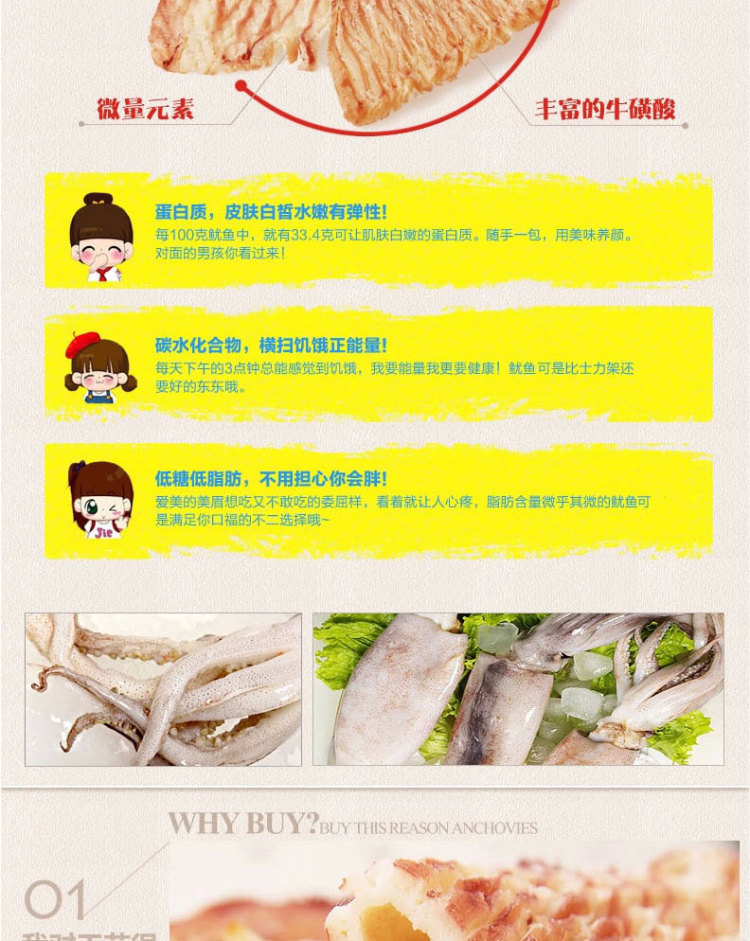 微量元素
丰富的牛磺酸
蛋白质，皮肤白皙水嫩有弹性！
每100克鱿鱼中，就有33.4克可让肌肤白嫩的蛋白质。随手一包，用美味养颜。
对面的男孩你看过来！
碳水化合物，横扫饥饿正能量！
每天下午的3点钟总能感觉到饥饿，我要能量我更要健康！鱿鱼可是比士力架还
要好的东东哦。
低糖低脂肪，不用担心你会胖！
爱美的美眉想吃又不敢吃的委屈样，看着就让人心疼，脂肪含量微乎其微的鱿鱼可
是满足你口福的不二选择哦~
Jie
WHY BUY?BUY THIS REASON ANCHOVIES
01